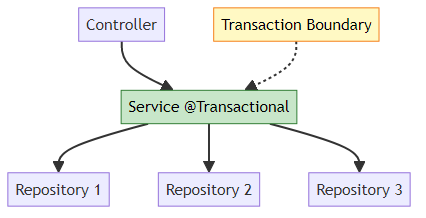 Controller
Transaction Boundary
Service @Transactional
Repository 1
Repository 2
Repository 3